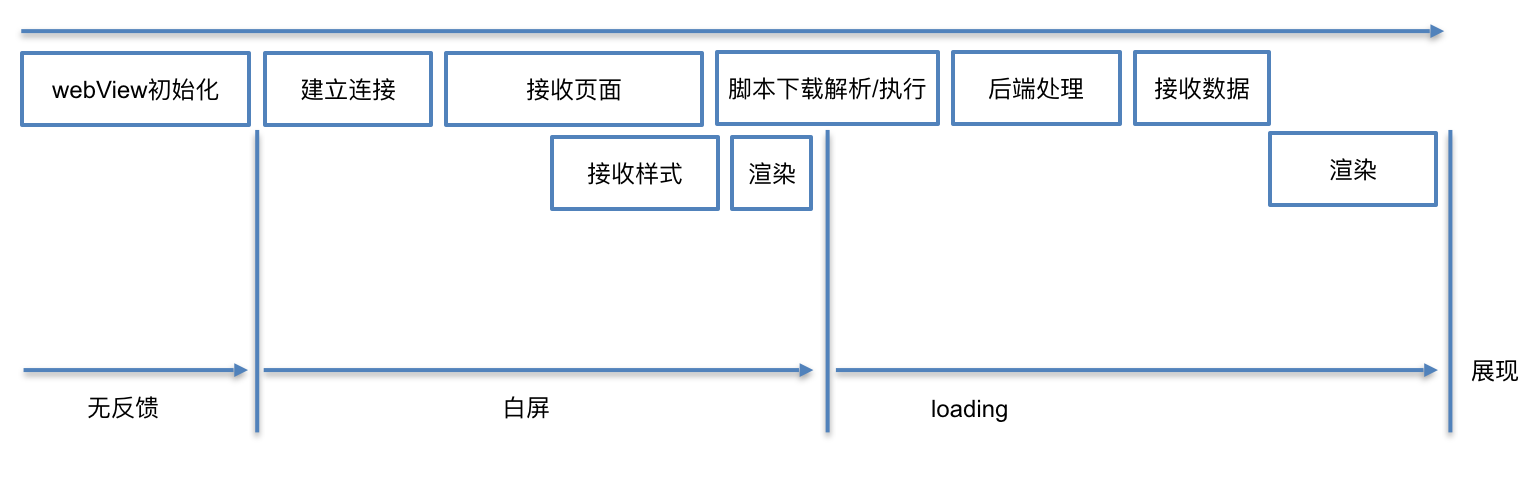 webView初始化
建立连接
接收页面
脚本下载解析/执行
后端处理
接收数据
接收样式
渲染
渲染
无反馈
白屏
loading
展现